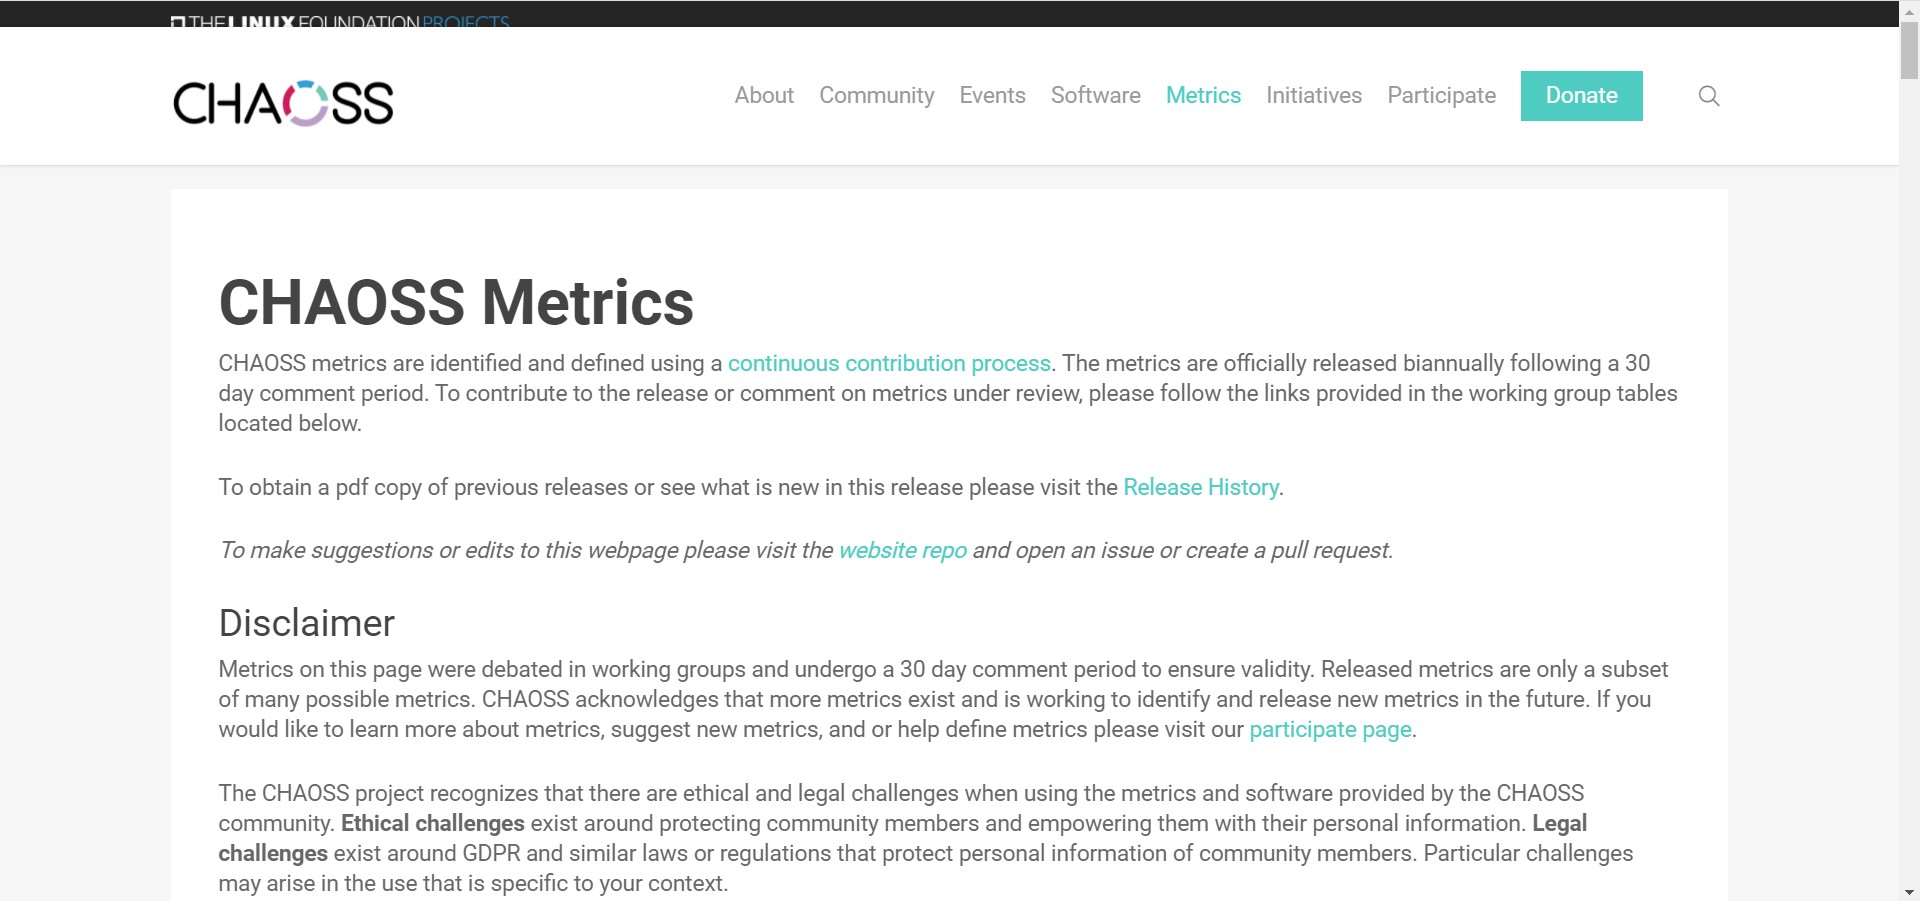 THE LINUX FOUNDATION PROJECTS
CHAOSS
About Community Events Software Metrics Initiatives Participate Donate
CHAOSS Metrics
CHAOSS metrics are identified and defined using a continuous contribution process. The metrics are officially released biannually following a 30
day comment period. To contribute to the release or comment on metrics under review, please follow the links provided in the working group tables
located below.
To obtain a pdf copy of previous releases or see what is new in this release please visit the Release History.
To make suggestions or edits to this webpage please visit the website repo and open an issue or create a pull request.
Disclaimer
Metrics on this page were debated in working groups and undergo a 30 day comment period to ensure validity. Released metrics are only a subset
of many possible metrics. CHAOSS acknowledges that more metrics exist and is working to identify and release new metrics in the future. If you
would like to learn more about metrics, suggest new metrics, and or help define metrics please visit our participate page.
The CHAOSS project recognizes that there are ethical and legal challenges when using the metrics and software provided by the CHAOSS
community. Ethical challenges exist around protecting community members and empowering them with their personal information. Legal
challenges exist around GDPR and similar laws or regulations that protect personal information of community members. Particular challenges
may arise in the use that is specific to your context.